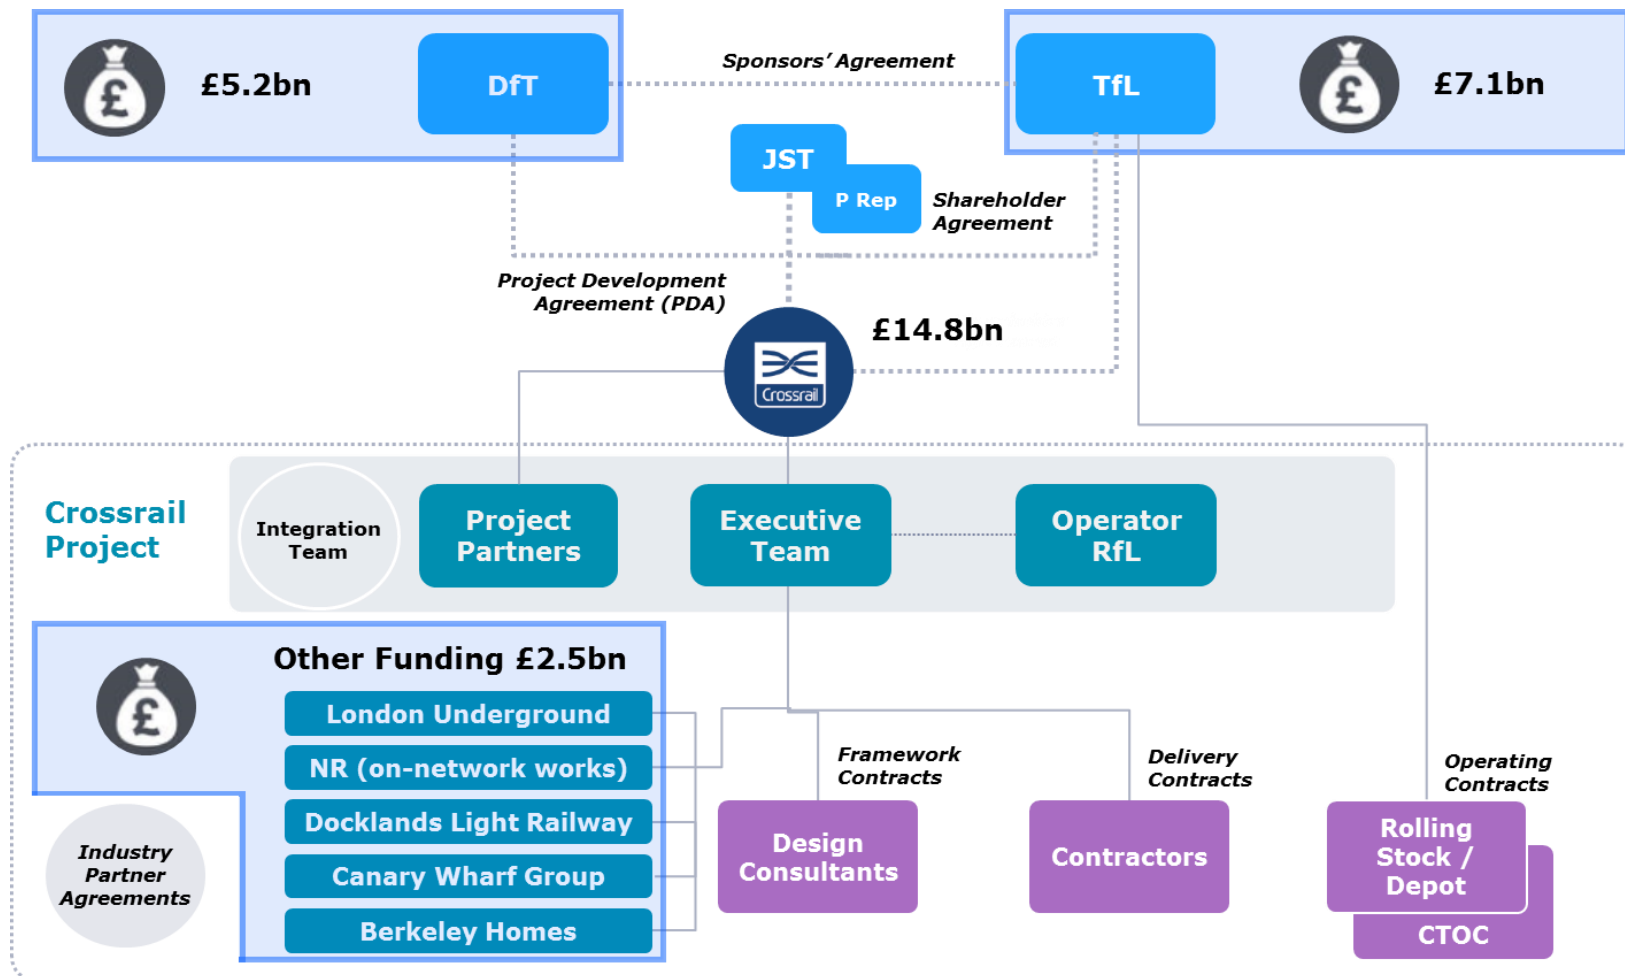 £5.2bn
DfT
Sponsors’ Agreement
TfL
£7.1bn
JST
P Rep
Shareholder
Agreement
Project Development
Agreement (PDA)
£14.8bn
Crossrail
Crossrail
Project
Integration
Team
Project
Partners
Executive
Team
Operator
RfL
Other Funding £2.5bn
London Underground
NR (on-network works)
Docklands Light Railway
Canary Wharf Group
Berkeley Homes
Industry
Partner
Agreements
Framework
Contracts
Design
Consultants
Delivery
Contracts
Contractors
Operating
Contracts
Rolling
Stock /
Depot
CTOC